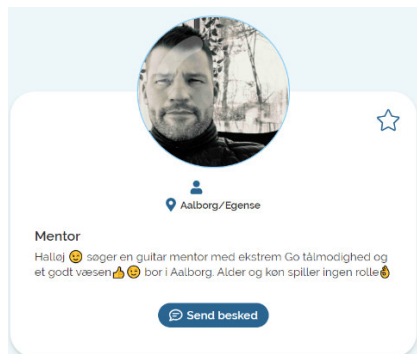 Aalborg/Egense
Mentor
Halløj 😉 søger en guitar mentor med ekstrem Go tålmodighed og
et godt væsen👍😉 bor i Aalborg. Alder og køn spiller ingen rolle👌
Send besked